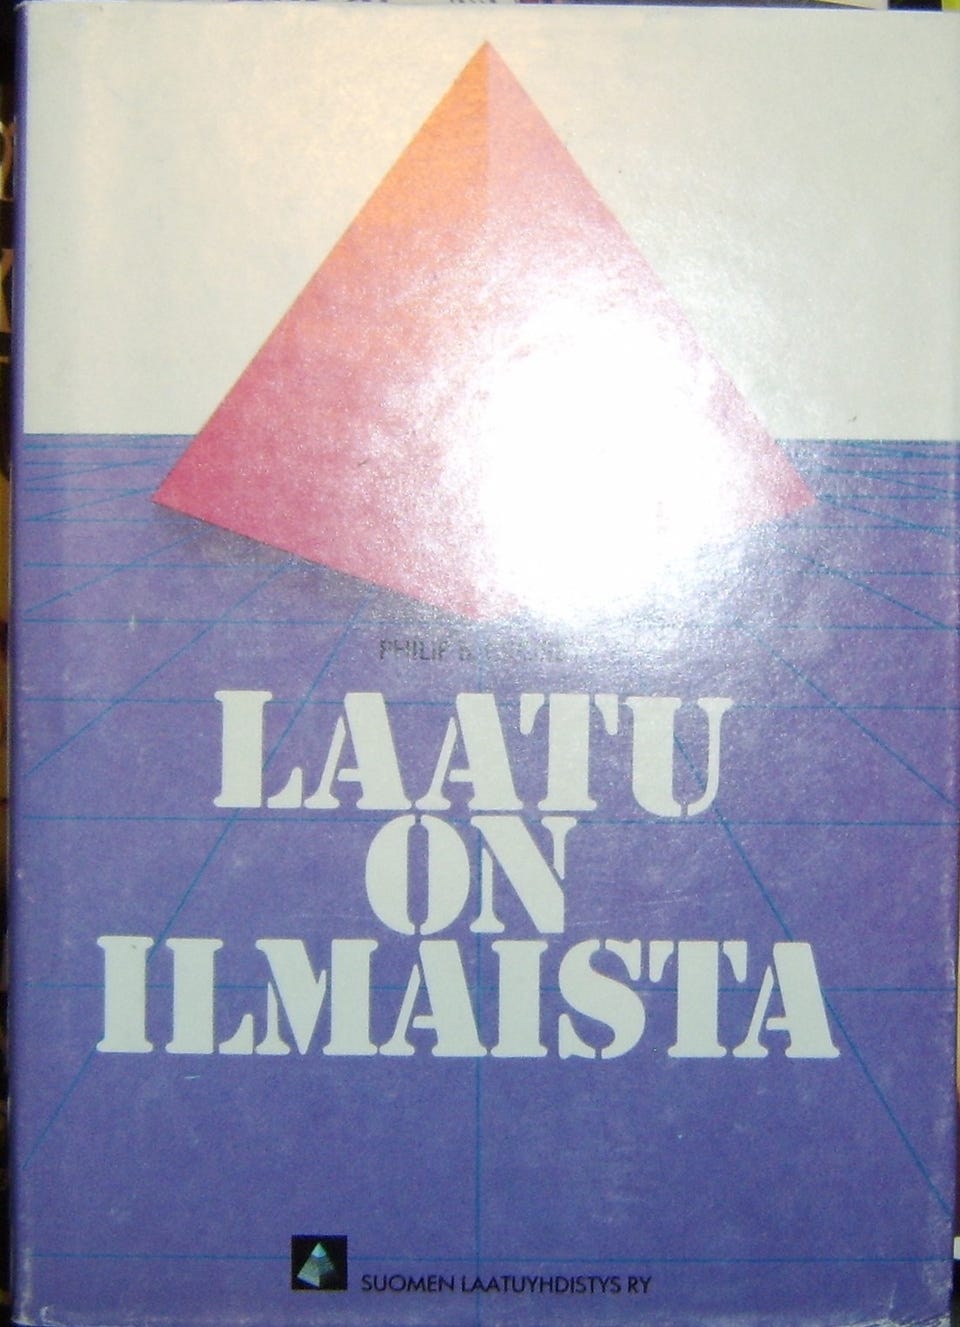 PHILIP B.
LAATU
ON
ILMAISTA
SUOMEN LAATUYHDISTYS RY